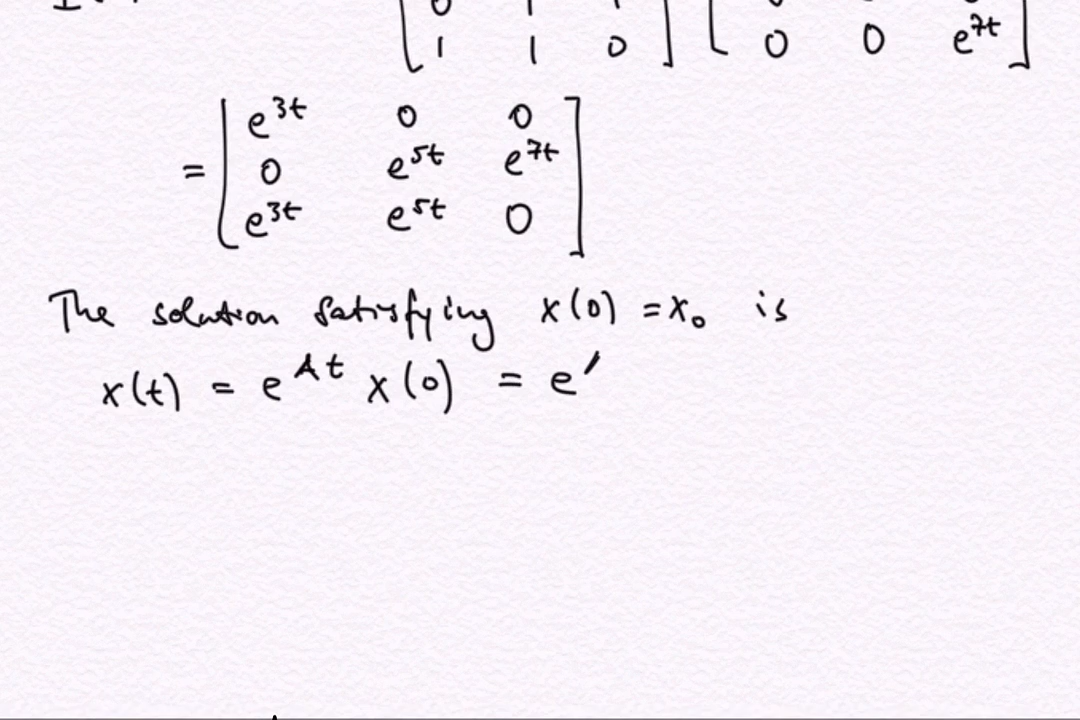 1 1 0 ] [ 0 0 e^{7t} ]
= [ e^{3t} 0 0
0 e^{5t} e^{7t}
e^{3t} e^{5t} 0 ]
The solution satisfying x(0) = x₀ is
x(t) = e^{At} x(0) = e